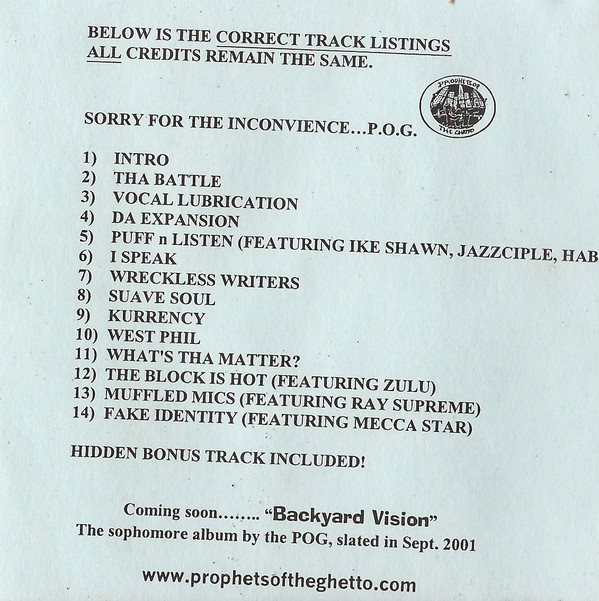 BELOW IS THE CORRECT TRACK LISTINGS
ALL CREDITS REMAIN THE SAME.
THE GHETTO
SORRY FOR THE INCONVIENCE...P.O.G.
1) INTRO
2) THA BATTLE
3) VOCAL LUBRICATION
4) DA EXPANSION
5) PUFF n LISTEN (FEATURING IKE SHAWN, JAZZCIPLE, HAB
6) I SPEAK
7) WRECKLESS WRITERS
8) SUAVE SOUL
9) KURRENCY
10) WEST PHIL
11) WHAT'S THA MATTER?
12) THE BLOCK IS HOT (FEATURING ZULU)
13) MUFFLED MICS (FEATURING RAY SUPREME)
14) FAKE IDENTITY (FEATURING MECCA STAR)
HIDDEN BONUS TRACK INCLUDED!
Coming soon........ "Backyard Vision"
The sophomore album by the POG, slated in Sept. 2001
www.prophetsoftheghetto.com